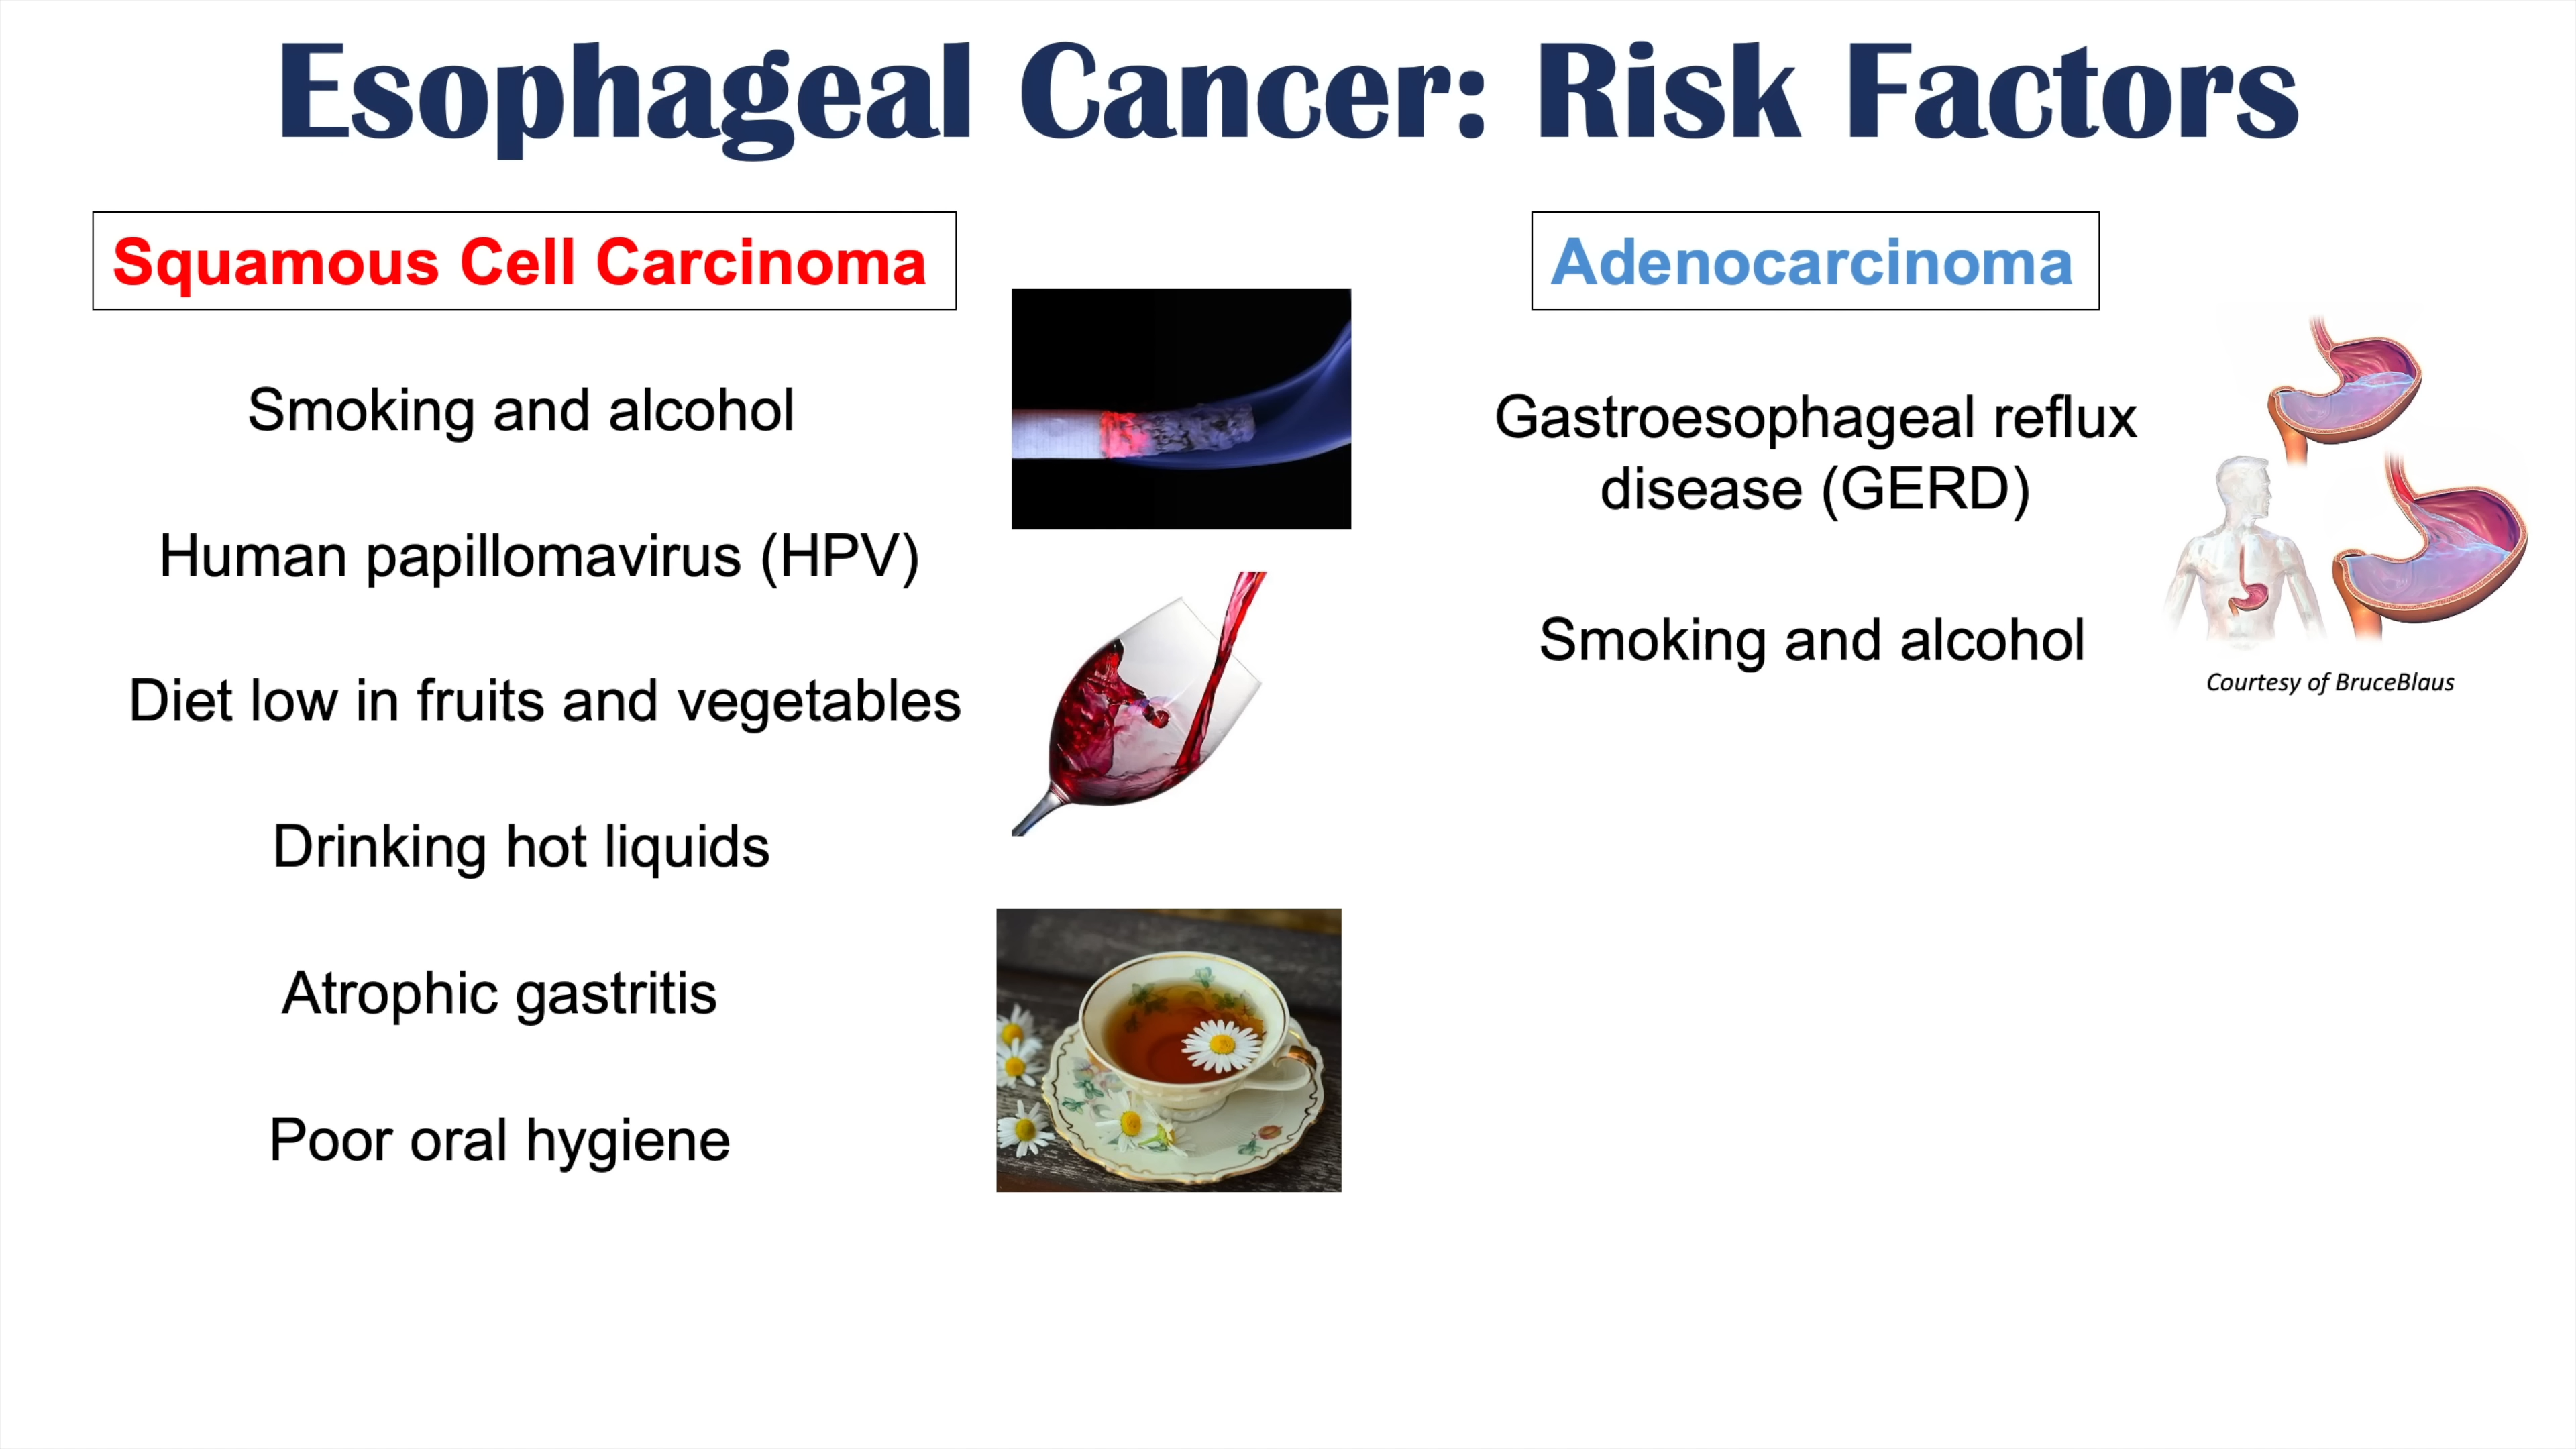 Esophageal Cancer: Risk Factors
Squamous Cell Carcinoma
Smoking and alcohol
Human papillomavirus (HPV)
Diet low in fruits and vegetables
Drinking hot liquids
Atrophic gastritis
Poor oral hygiene
Adenocarcinoma
Gastroesophageal reflux
disease (GERD)
Smoking and alcohol
Courtesy of BruceBlaus